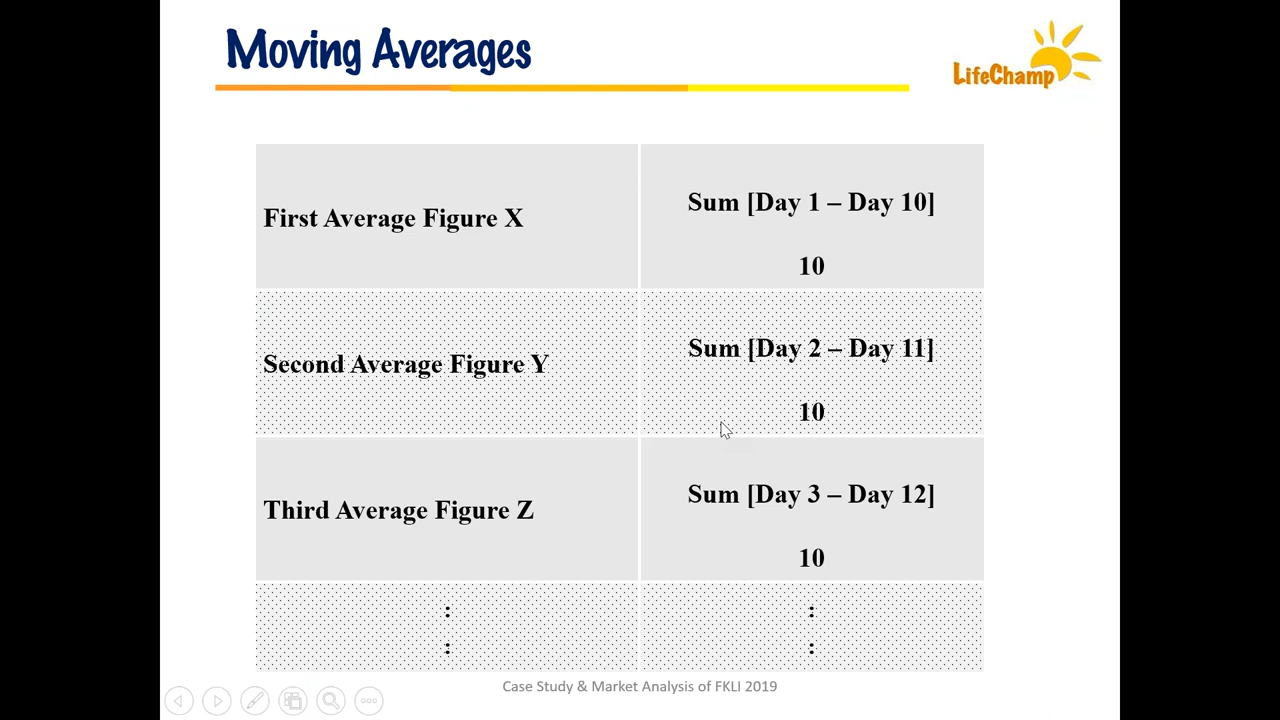 Moving Averages
LifeChamp
First Average Figure X
Sum [Day 1 – Day 10]
10
Second Average Figure Y
Sum [Day 2 – Day 11]
10
Third Average Figure Z
Sum [Day 3 – Day 12]
10
: :
: :
Case Study & Market Analysis of FKLI 2019